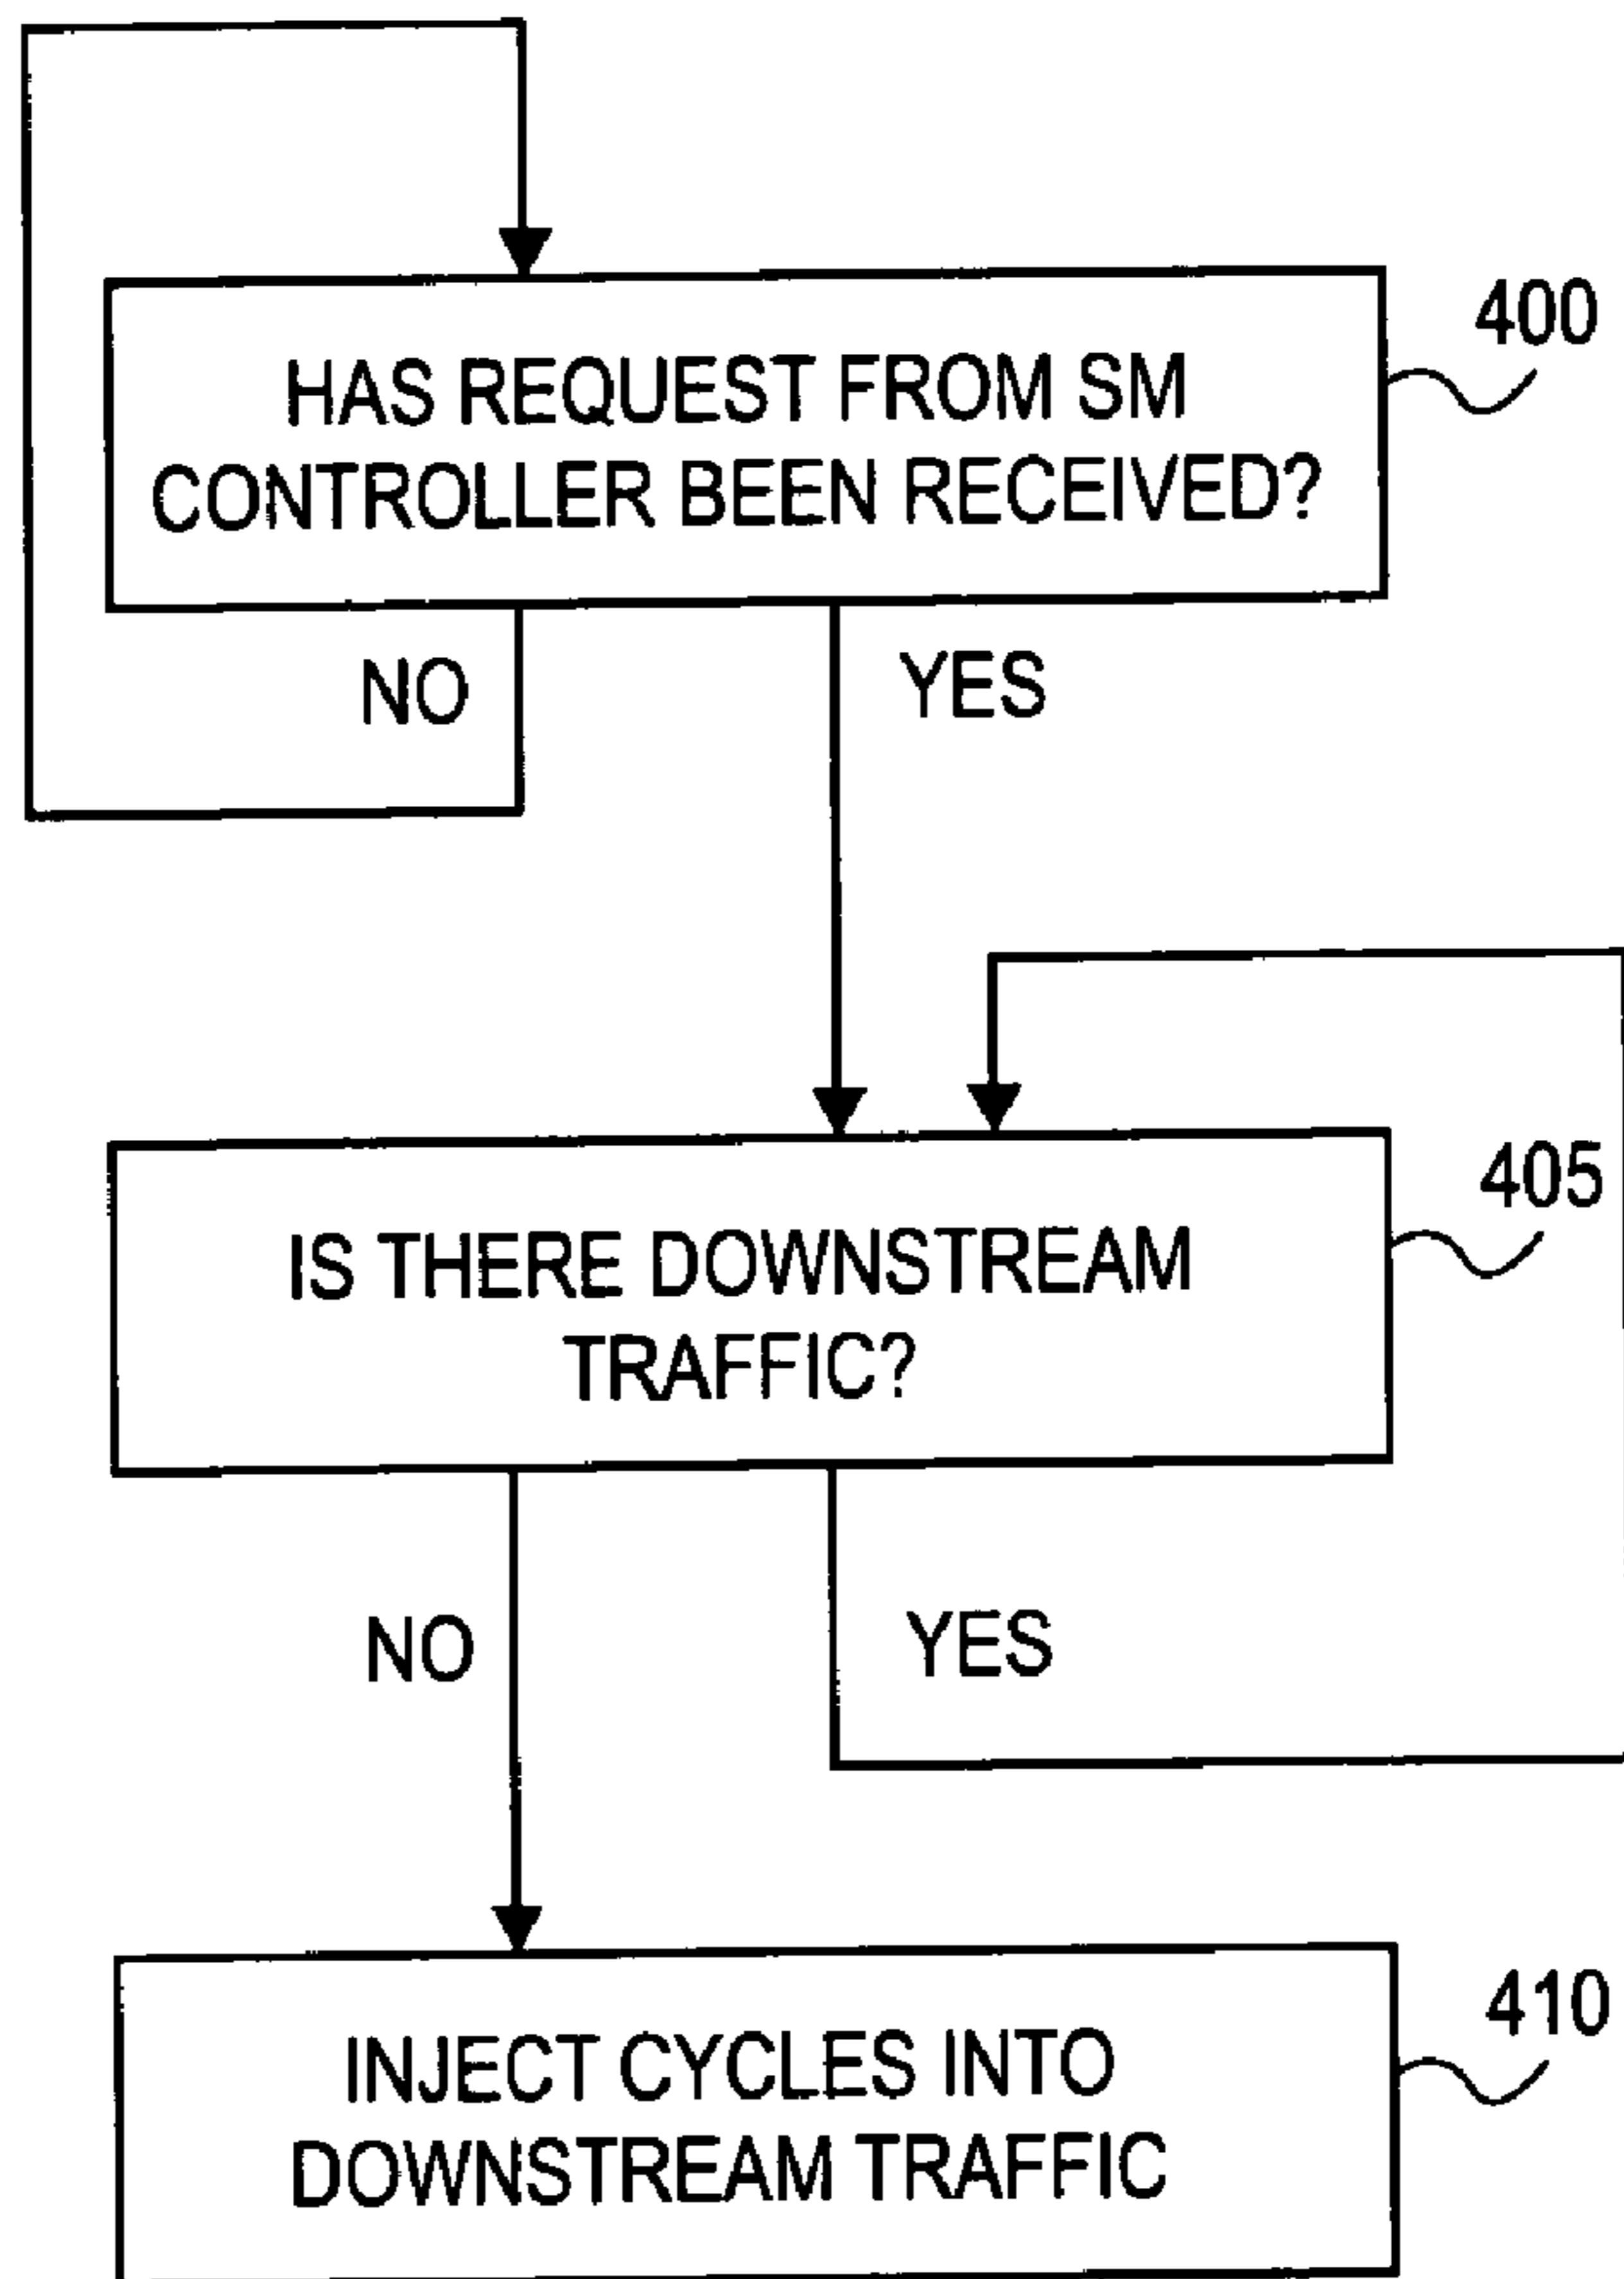 HAS REQUEST FROM SM
CONTROLLER BEEN RECEIVED?
400
NO
YES
IS THERE DOWNSTREAM
TRAFFIC?
405
NO
YES
INJECT CYCLES INTO
DOWNSTREAM TRAFFIC
410